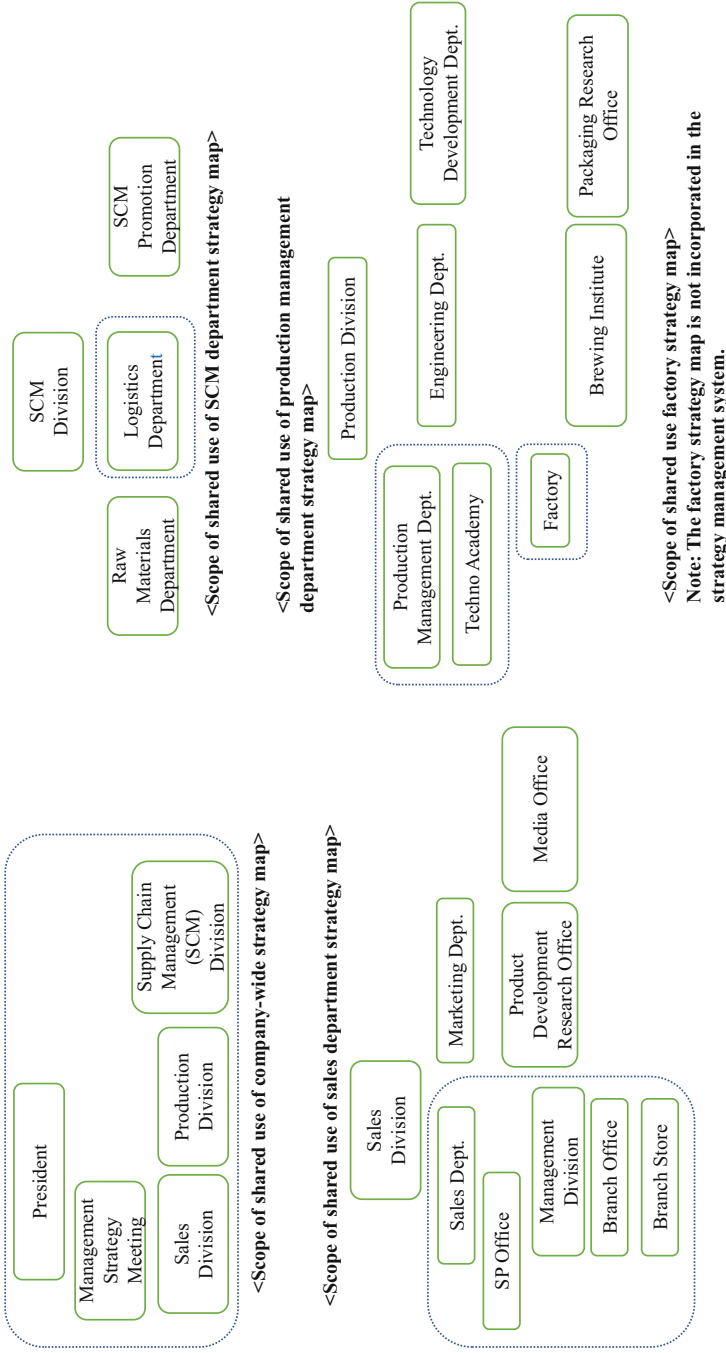 President
Management
Strategy
Meeting
Sales
Division
Production
Division
Supply Chain
Management
(SCM)
Division
<Scope of shared use of company-wide strategy map>
SCM
Division
Raw
Materials
Department
Logistics
Department
SCM
Promotion
Department
<Scope of shared use of SCM department strategy map>
<Scope of shared use of sales department strategy map>
Sales
Division
Sales Dept.
Marketing Dept.
SP Office
Product
Development
Research Office
Media Office
Management
Division
Branch Office
Branch Store
<Scope of shared use of production management
department strategy map>
Production Division
Production
Management Dept.
Engineering Dept.
Technology
Development Dept.
Techno Academy
Factory
Brewing Institute
Packaging Research
Office
<Scope of shared use factory strategy map>
Note: The factory strategy map is not incorporated in the
strategy management system.